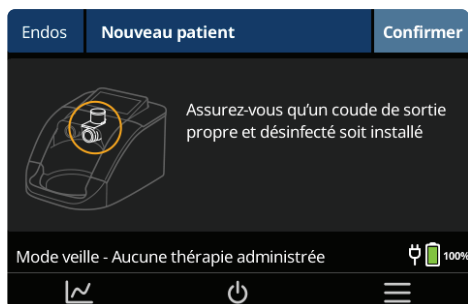 Endos
Nouveau patient
Confirmer
Assurez-vous qu'un coude de sortie
propre et désinfecté soit installé
Mode veille - Aucune thérapie administrée
100%